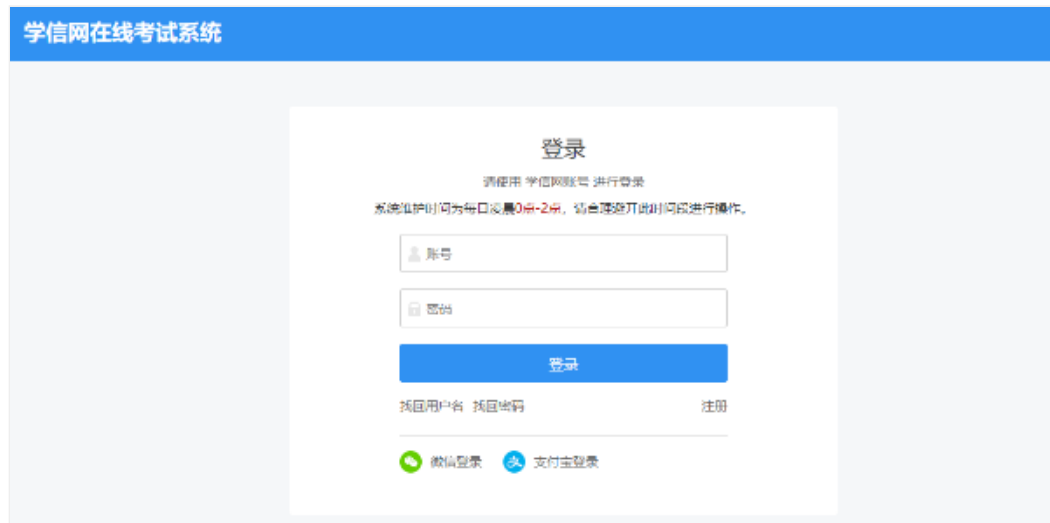 学信网在线考试系统
登录
请使用 学信网账号 进行登录
系统维护时间为每日凌晨0点-2点，请合理避开此时间段进行操作。
账号
密码
登录
找回用户名 找回密码 注册
微信登录 支付宝登录